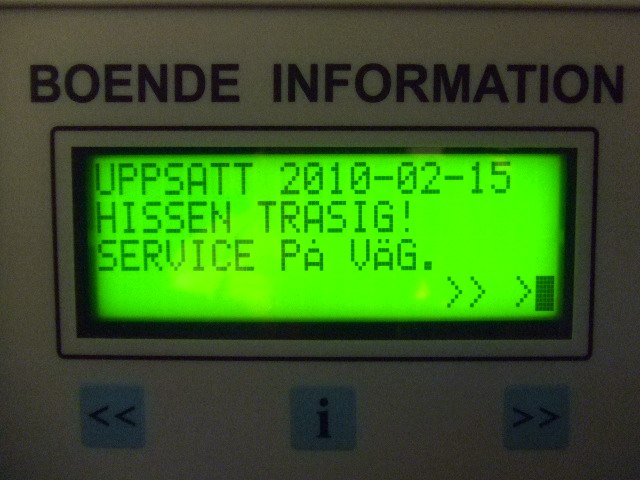 BOENDE INFORMATION
UPPSATT 2010-02-15
HISSEN TRASIG!
SERVICE PÅ VÄG.
>> >
<< i >>